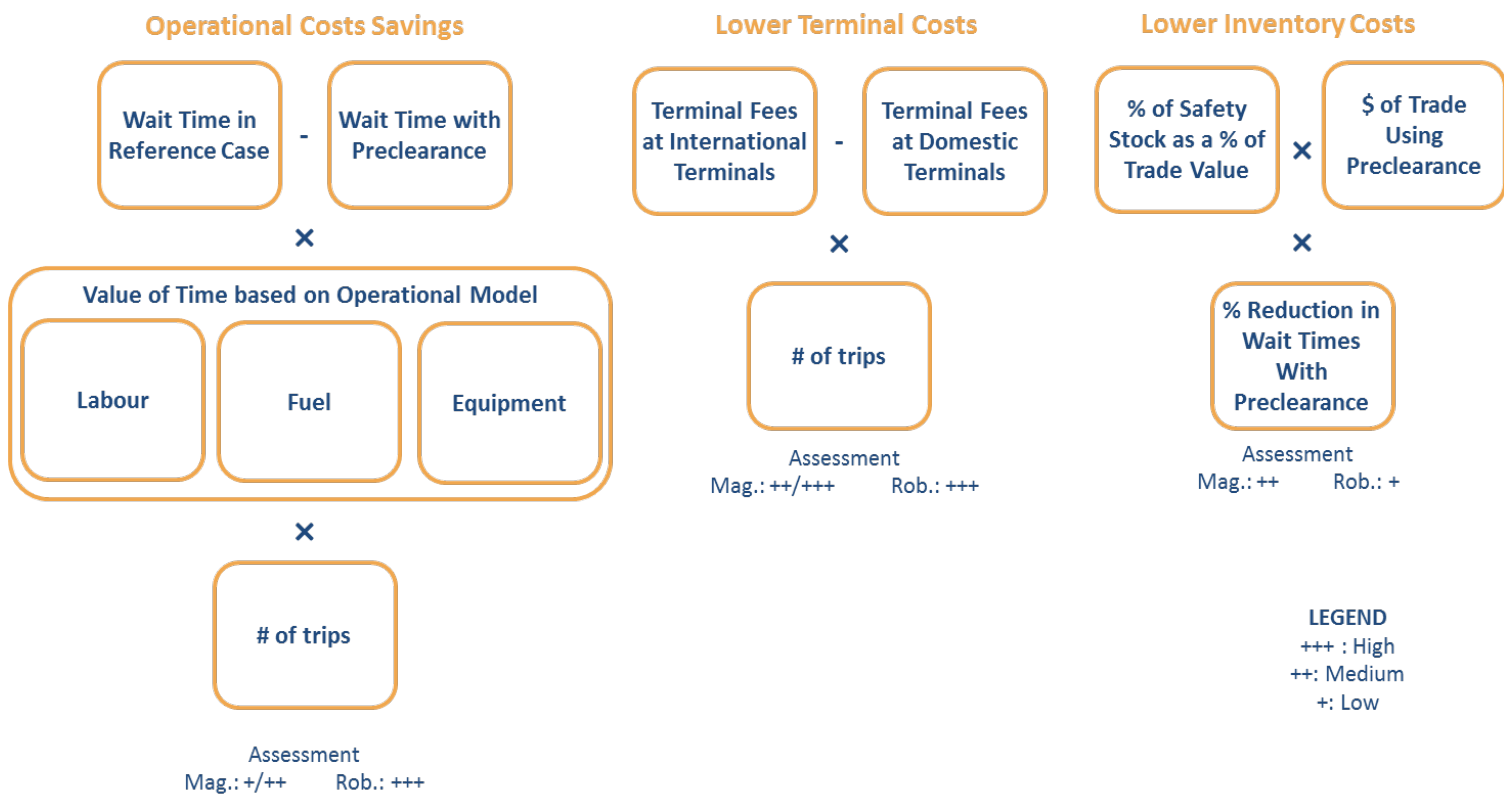 Operational Costs Savings
Wait Time in
Reference Case
-
Wait Time with
Preclearance
×
Value of Time based on Operational Model
Labour
Fuel
Equipment
×
# of trips
Assessment
Mag.: +/++ Rob.: +++
Lower Terminal Costs
Terminal Fees
at International
Terminals
-
Terminal Fees
at Domestic
Terminals
×
# of trips
Assessment
Mag.: ++/+++ Rob.: +++
Lower Inventory Costs
% of Safety
Stock as a % of
Trade Value
×
$ of Trade
Using
Preclearance
×
% Reduction in
Wait Times
With
Preclearance
Assessment
Mag.: ++ Rob.: +
LEGEND
+++ : High
++: Medium
+: Low